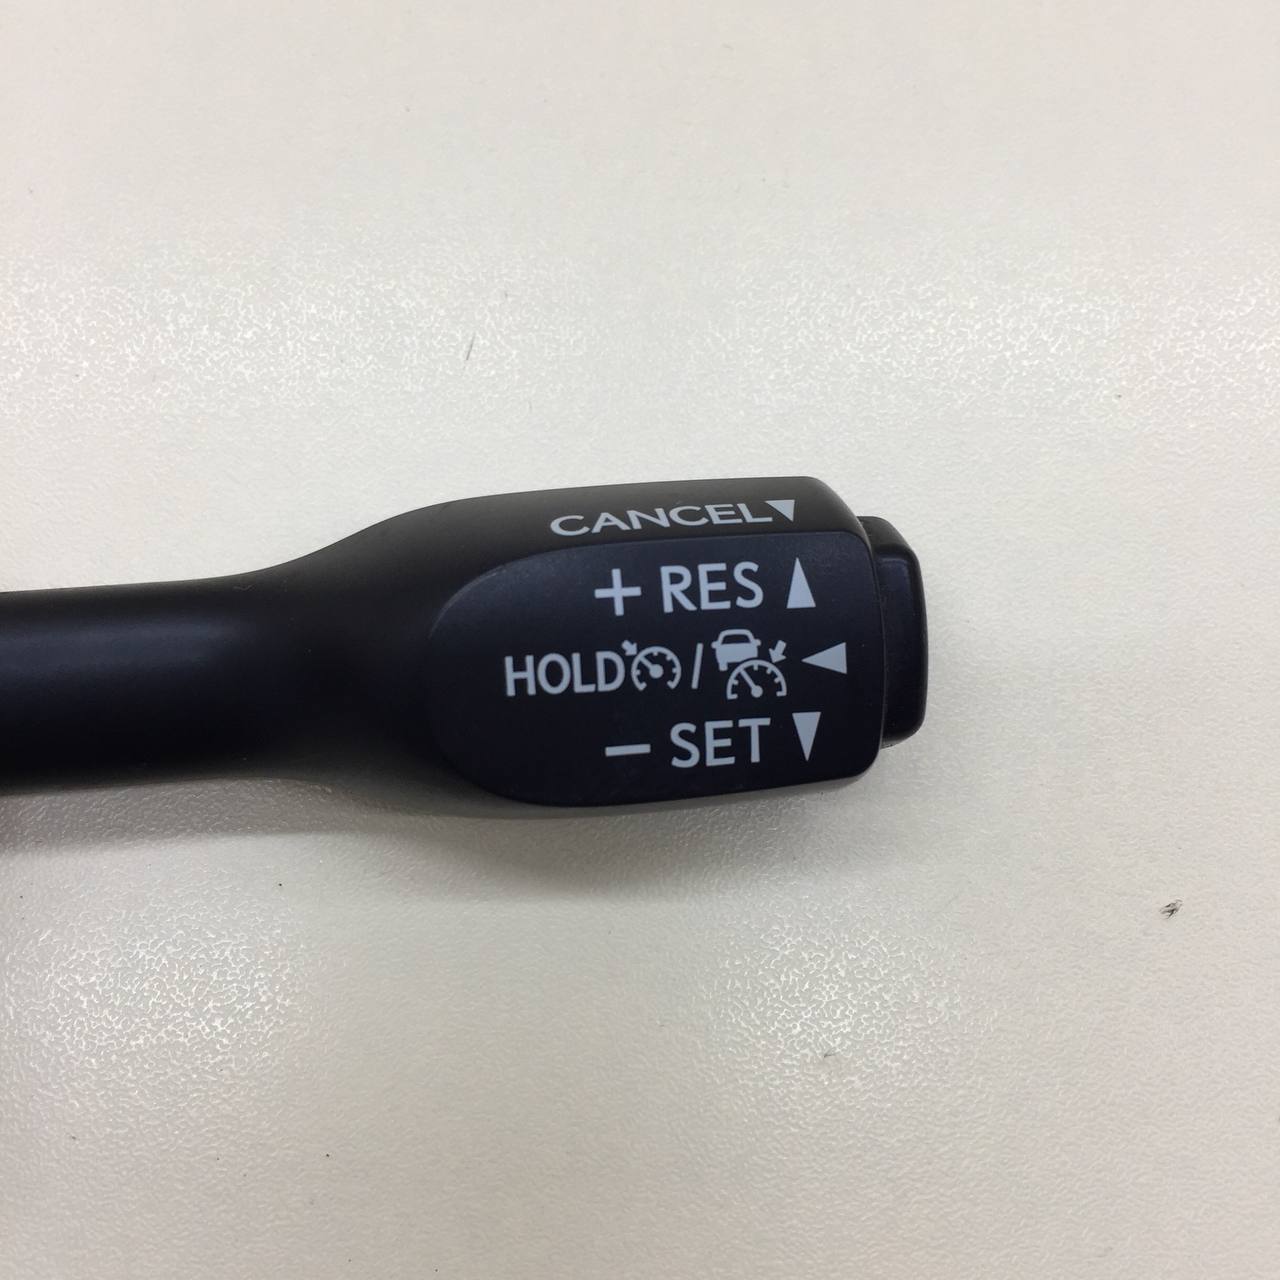 CANCEL
+ RES
HOLD /
- SET